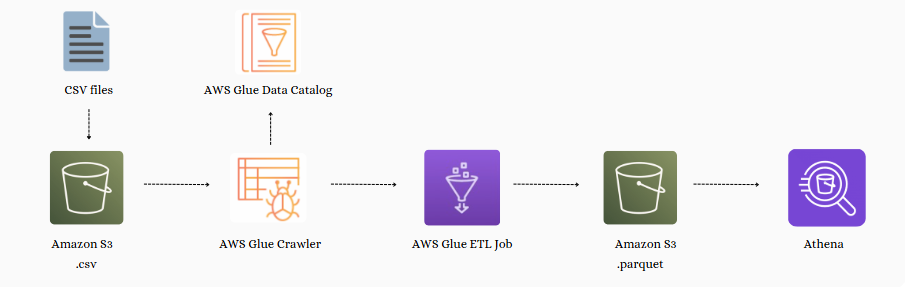 CSV files
AWS Glue Data Catalog
Amazon S3
.csv
AWS Glue Crawler
AWS Glue ETL Job
Amazon S3
.parquet
Athena